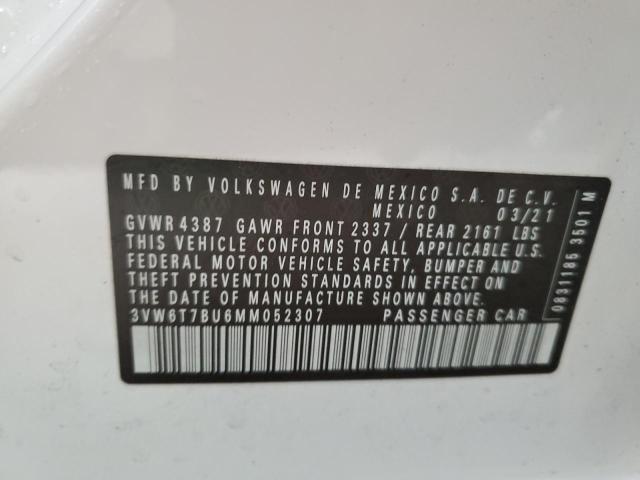 MFD BY VOLKSWAGEN DE MEXICO S.A. DE C.V.
MEXICO 03/21
GVWR 4387 GAWR FRONT 2337 / REAR 2161 LBS
THIS VEHICLE CONFORMS TO ALL APPLICABLE U.S.
FEDERAL MOTOR VEHICLE SAFETY, BUMPER AND
THEFT PREVENTION STANDARDS IN EFFECT ON
THE DATE OF MANUFACTURE SHOWN ABOVE.
3VW6T7BU6MM052307 PASSENGER CAR
0831185 3501 M